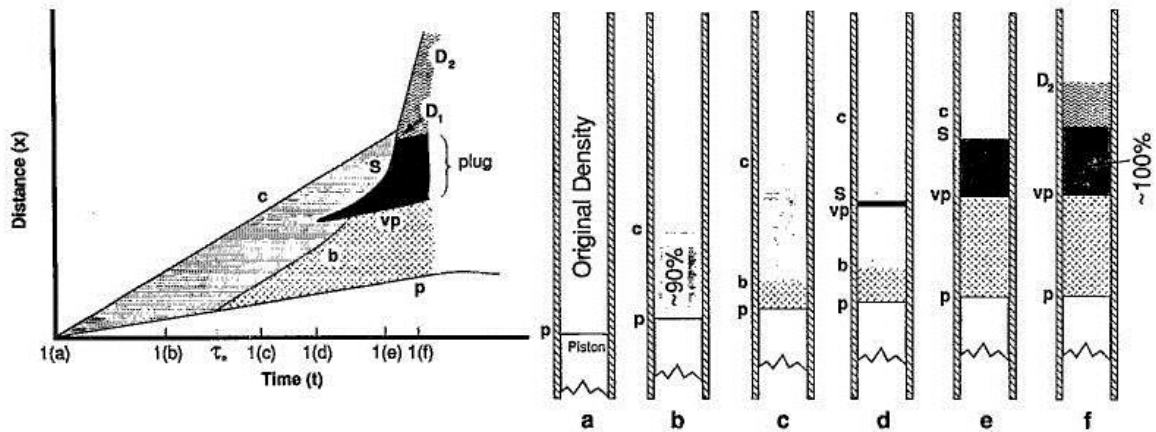 Distance (x)
D₂
D₁
S
plug
c
vp
b
p
1(a) 1(b) τₑ 1(c) 1(d) 1(e) 1(f)
Time (t)
p
Original Density
Piston
a
c
~90%
p
b
c
b
p
c
c
S
vp
b
p
d
c
S
vp
p
e
D₂
S
vp
p
~100%
f